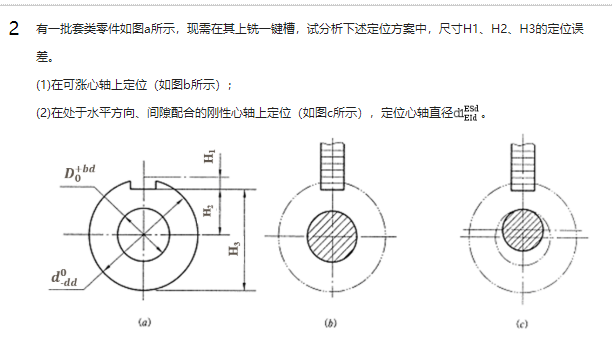 2 有一批套类零件如图a所示，现需在其上铣一键槽，试分析下述定位方案中，尺寸H1、H2、H3的定位误
差。
(1)在可涨心轴上定位（如图b所示）；
(2)在处于水平方向、间隙配合的刚性心轴上定位（如图c所示），定位心轴直径d ESd EId 。
D +bd 0
H₁
H₂
H₃
d 0 -dd
(a)
(b)
(c)